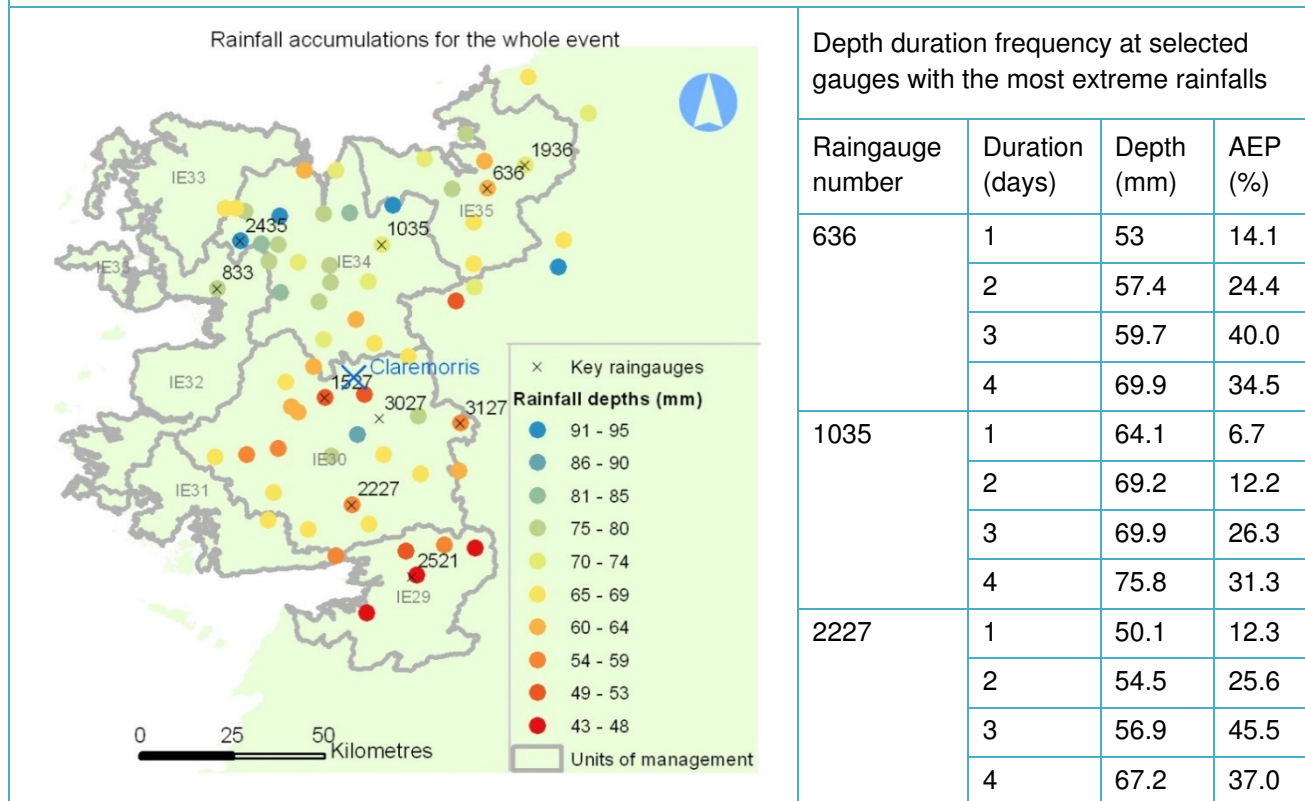 Rainfall accumulations for the whole event
1936
IE33
636
IE35
2435
1035
IE33
833
IE34
IE32
Claremorris
1527
3027
3127
IE30
IE31
2227
2521
IE29
× Key raingauges
Rainfall depths (mm)
91 - 95
86 - 90
81 - 85
75 - 80
70 - 74
65 - 69
60 - 64
54 - 59
49 - 53
43 - 48
Units of management
0 25 50
Kilometres
Depth duration frequency at selected
gauges with the most extreme rainfalls
Raingauge number Duration (days) Depth (mm) AEP (%)
636 1 53 14.1
2 57.4 24.4
3 59.7 40.0
4 69.9 34.5
1035 1 64.1 6.7
2 69.2 12.2
3 69.9 26.3
4 75.8 31.3
2227 1 50.1 12.3
2 54.5 25.6
3 56.9 45.5
4 67.2 37.0